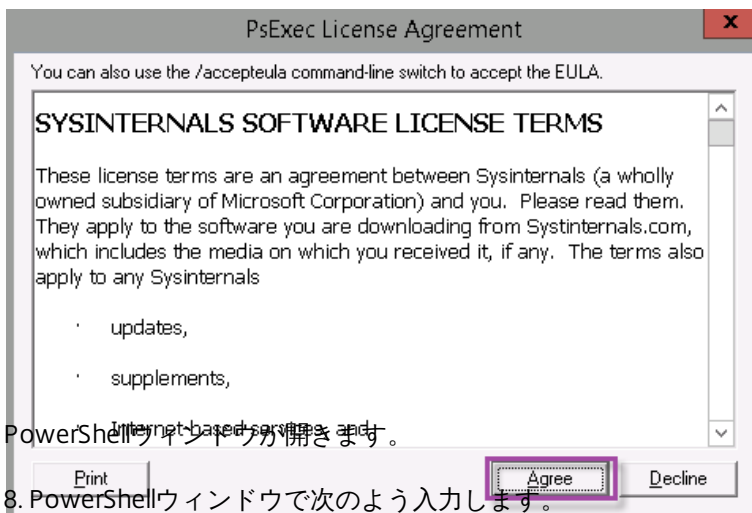 PsExec License Agreement
x
You can also use the /accepteula command-line switch to accept the EULA.
SYSINTERNALS SOFTWARE LICENSE TERMS
These license terms are an agreement between Sysinternals (a wholly
owned subsidiary of Microsoft Corporation) and you. Please read them.
They apply to the software you are downloading from Systinternals.com,
which includes the media on which you received it, if any. The terms also
apply to any Sysinternals
· updates,
· supplements,
· Internet-based services, and
PowerShellウィンドウが開きます。
Print Agree Decline
8. PowerShellウィンドウで次のよう入力します。